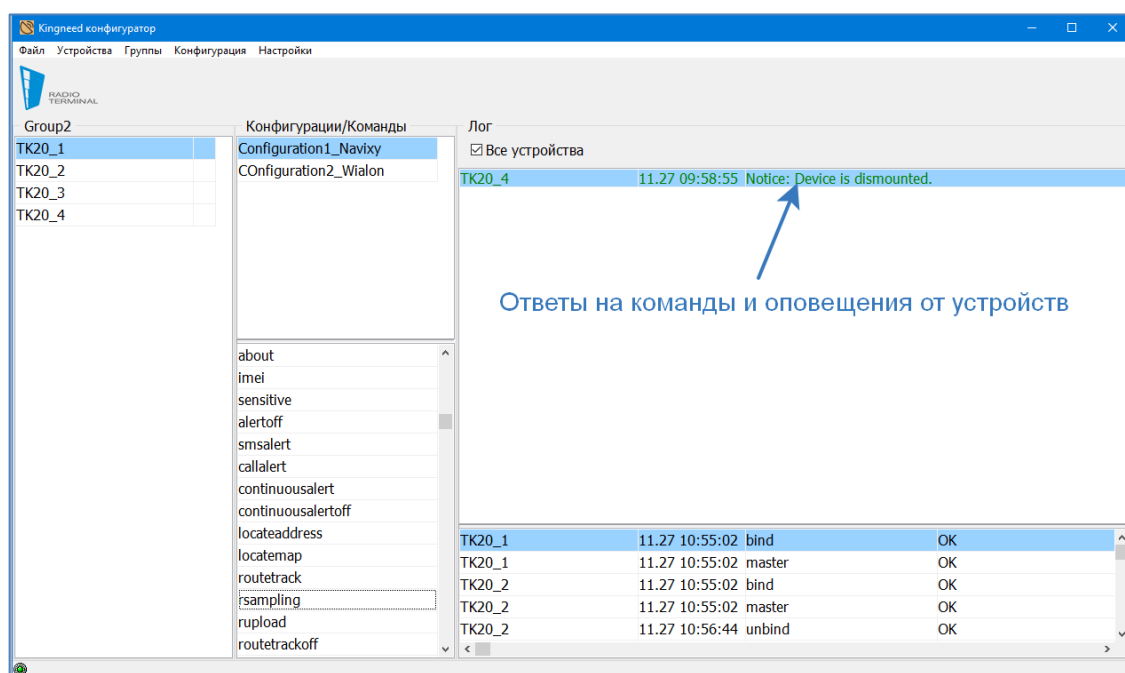 Kingneed конфигуратор
Файл Устройства Группы Конфигурация Настройки
RADIO
TERMINAL
Group2
TK20_1
TK20_2
TK20_3
TK20_4
Конфигурации/Команды
Configuration1_Navixy
COnfiguration2_Wialon
about
imei
sensitive
alertoff
smsalert
callalert
continuousalert
continuousalertoff
locateaddress
locatemap
routetrack
rsampling
rupload
routetrackoff
Лог
Все устройства
TK20_4 11.27 09:58:55 Notice: Device is dismounted.
Ответы на команды и оповещения от устройств
TK20_1 11.27 10:55:02 bind OK
TK20_1 11.27 10:55:02 master OK
TK20_2 11.27 10:55:02 bind OK
TK20_2 11.27 10:55:02 master OK
TK20_2 11.27 10:56:44 unbind OK